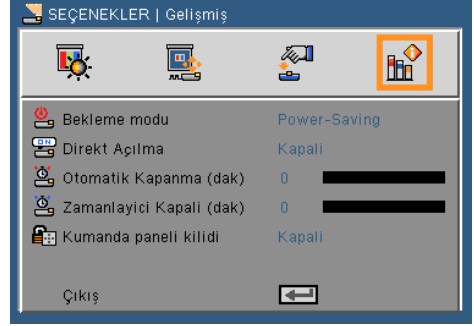 SEÇENEKLER | Gelişmiş
Bekleme modu Power-Saving
ON Direkt Açılma Kapali
Otomatik Kapanma (dak) 0
Zamanlayici Kapali (dak) 0
Kumanda paneli kilidi Kapali
Çıkış